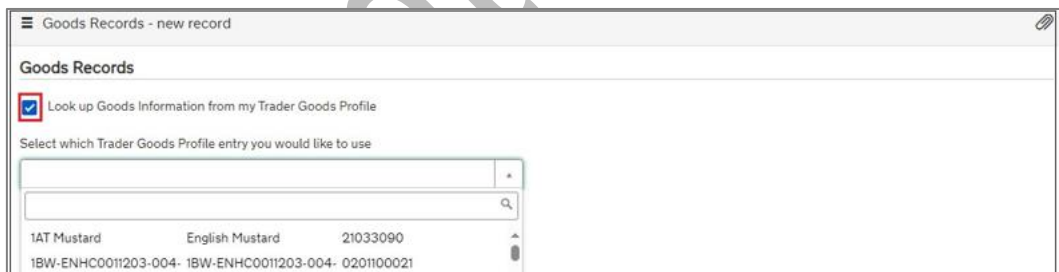 Goods Records - new record
Goods Records
Look up Goods Information from my Trader Goods Profile
Select which Trader Goods Profile entry you would like to use
1AT Mustard English Mustard 21033090
1BW-ENHC0011203-004- 1BW-ENHC0011203-004- 0201100021